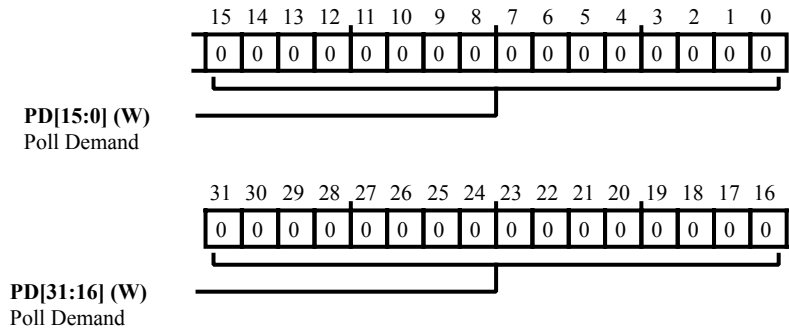 15 14 13 12 11 10 9 8 7 6 5 4 3 2 1 0
0 0 0 0 0 0 0 0 0 0 0 0 0 0 0 0
PD[15:0] (W)
Poll Demand
31 30 29 28 27 26 25 24 23 22 21 20 19 18 17 16
0 0 0 0 0 0 0 0 0 0 0 0 0 0 0 0
PD[31:16] (W)
Poll Demand